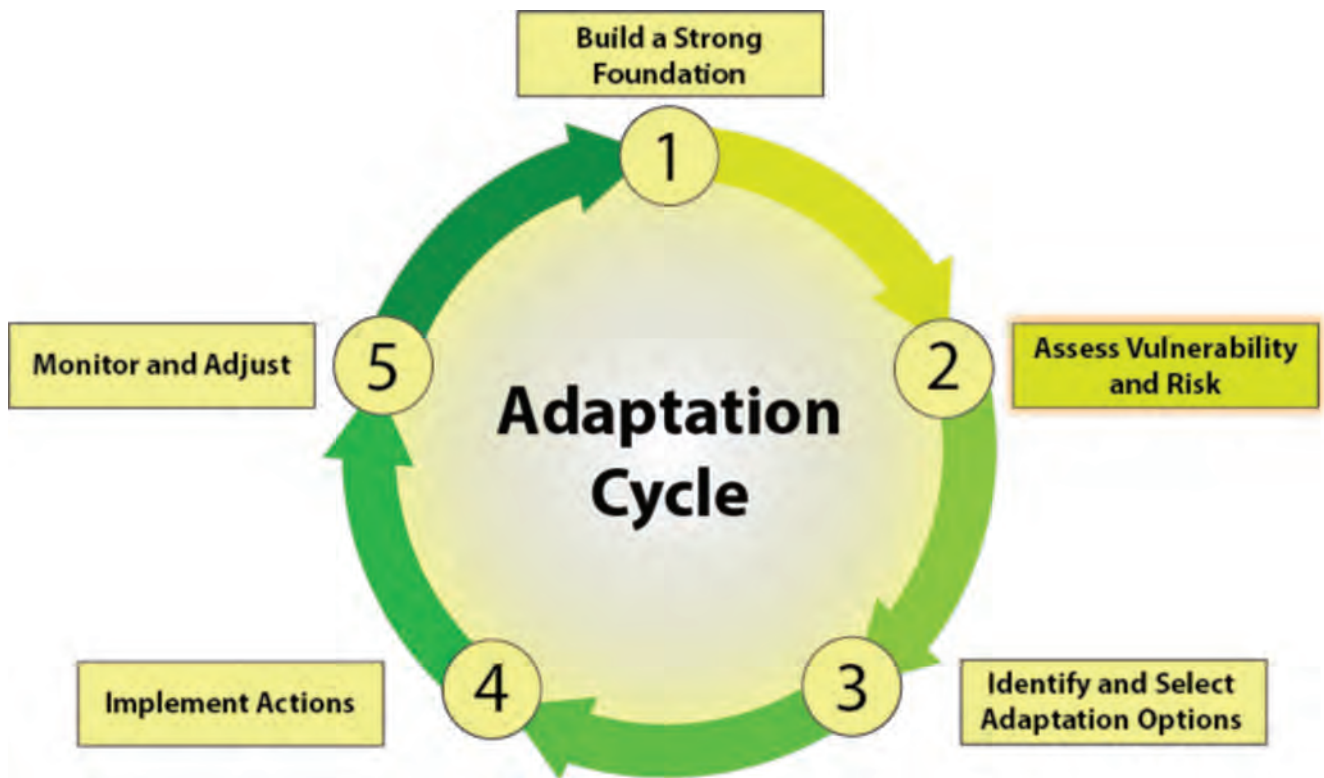 Build a Strong
Foundation
1
2
Assess Vulnerability
and Risk
3
Identify and Select
Adaptation Options
4
Implement Actions
5
Monitor and Adjust
Adaptation
Cycle